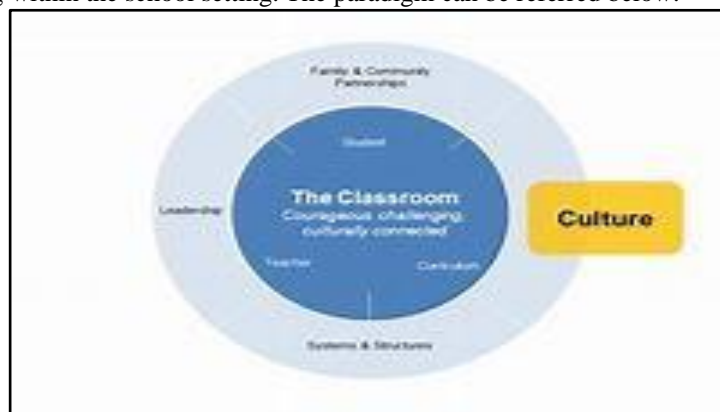 within the school setting. The paradigm can be referred below:
Family & Community
Partnerships
Student
The Classroom
Courageous challenging,
culturally connected
Leadership
Culture
Teacher
Curriculum
Systems & Structures